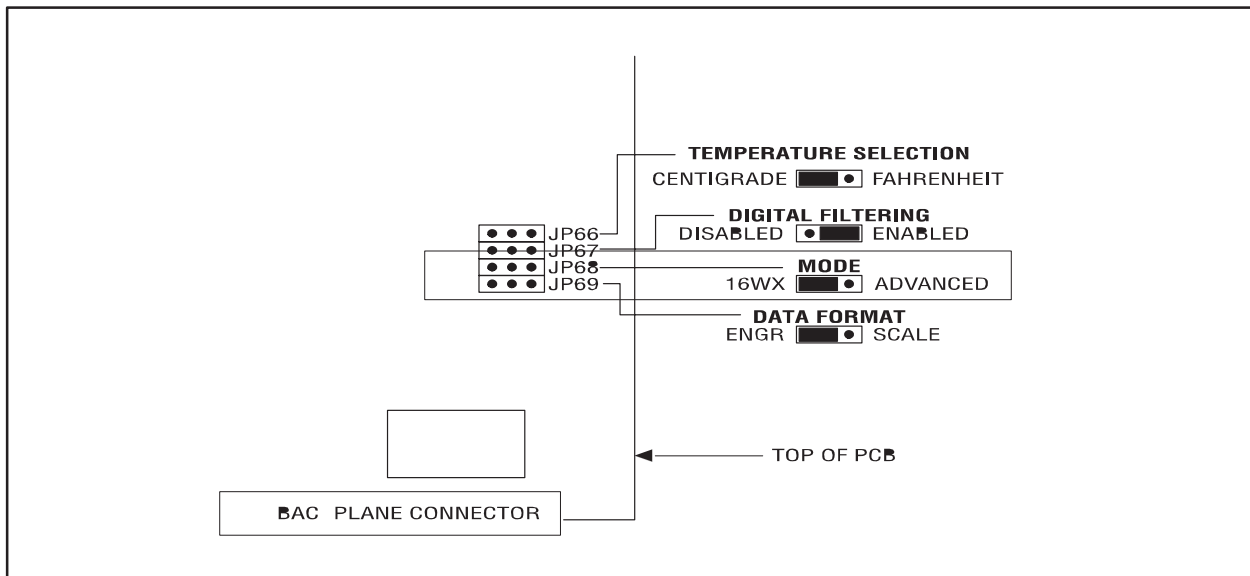 TEMPERATURE SELECTION
CENTIGRADE FAHRENHEIT
DIGITAL FILTERING
DISABLED ENABLED
JP66
JP67
JP68
JP69
MODE
16WX ADVANCED
DATA FORMAT
ENGR SCALE
TOP OF PCB
BAC PLANE CONNECTOR